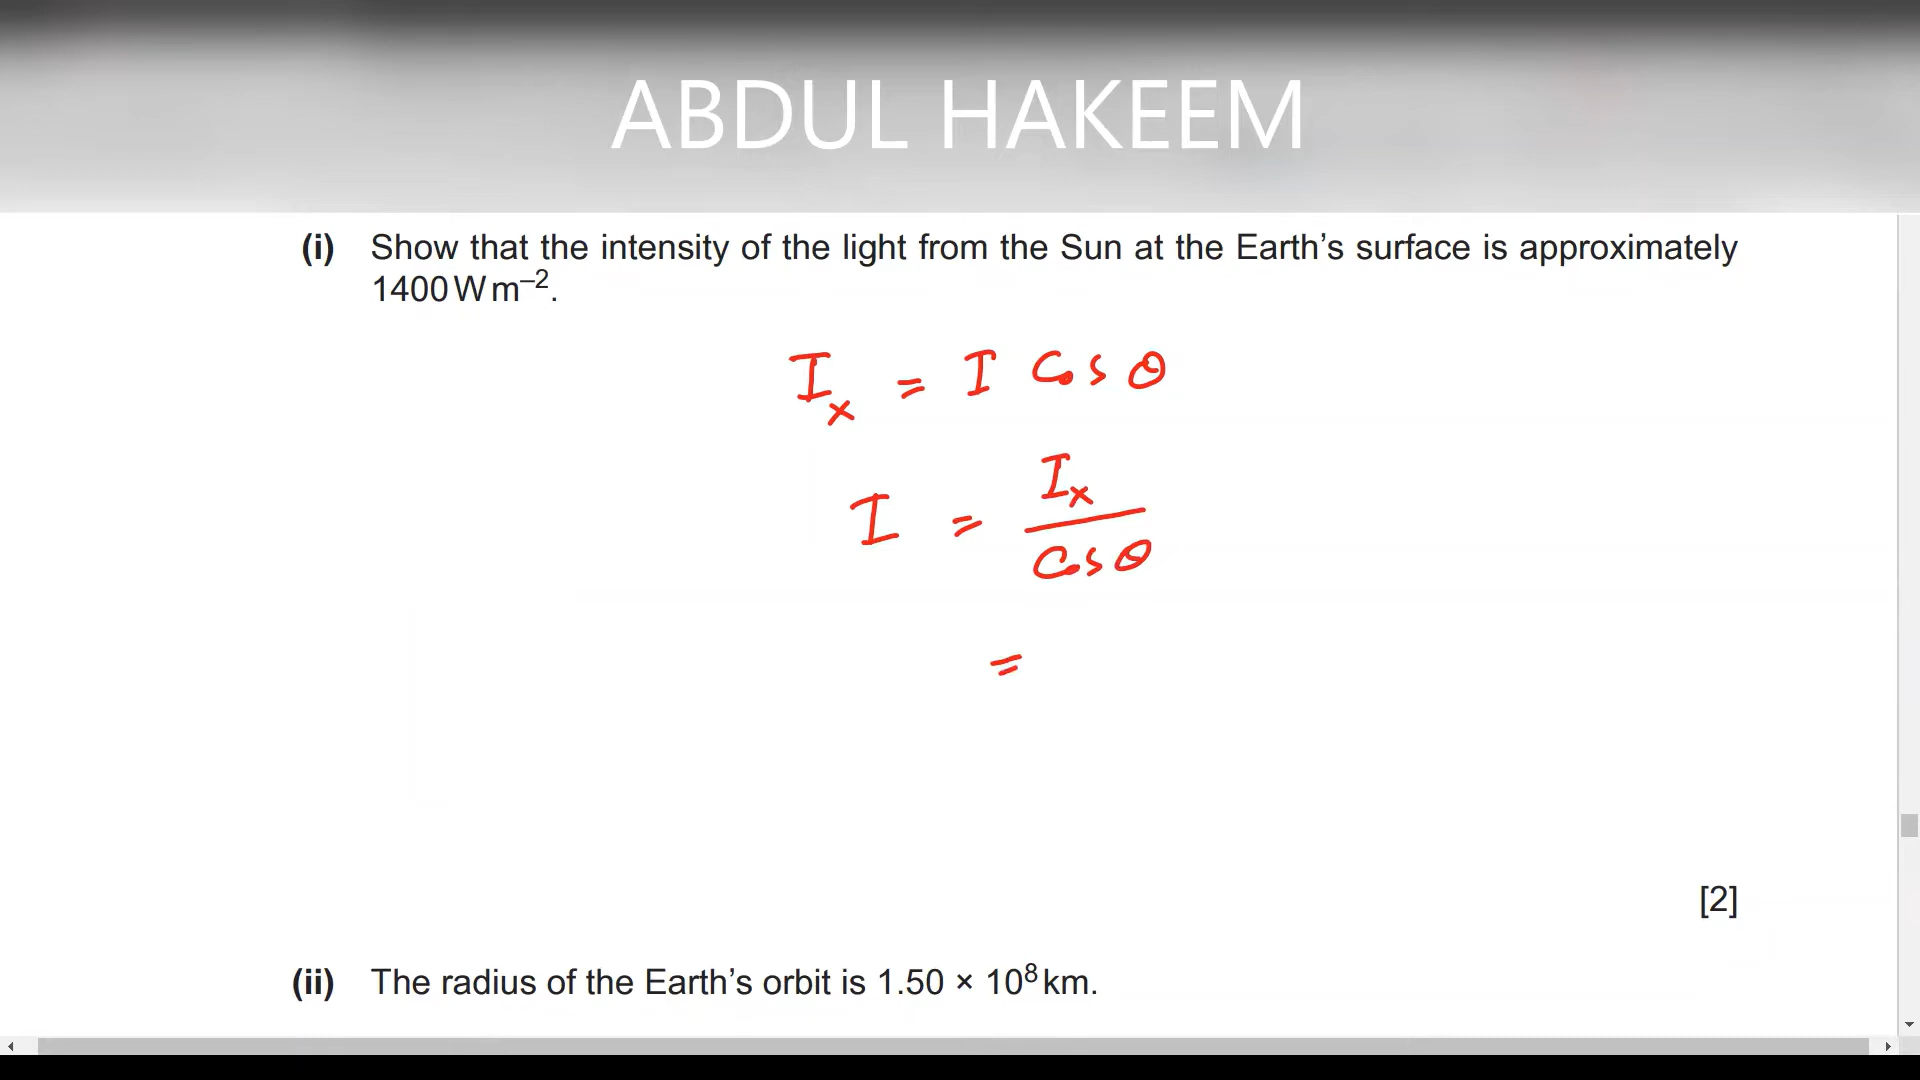 ABDUL HAKEEM
(i) Show that the intensity of the light from the Sun at the Earth's surface is approximately
1400 W m⁻².
Iₓ = I Cos θ
I = Iₓ / Cos θ
=
[2]
(ii) The radius of the Earth's orbit is 1.50 × 10⁸ km.